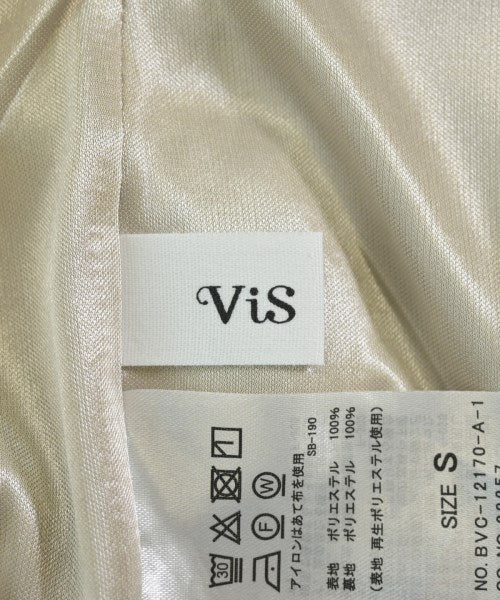 ViS
SIZE S
NO. BVC-12170-A-1
表地 ポリエステル 100%
裏地 ポリエステル 100%
(表地 再生ポリエステル使用)
30
F
W
アイロンはあて布を使用
SB-190